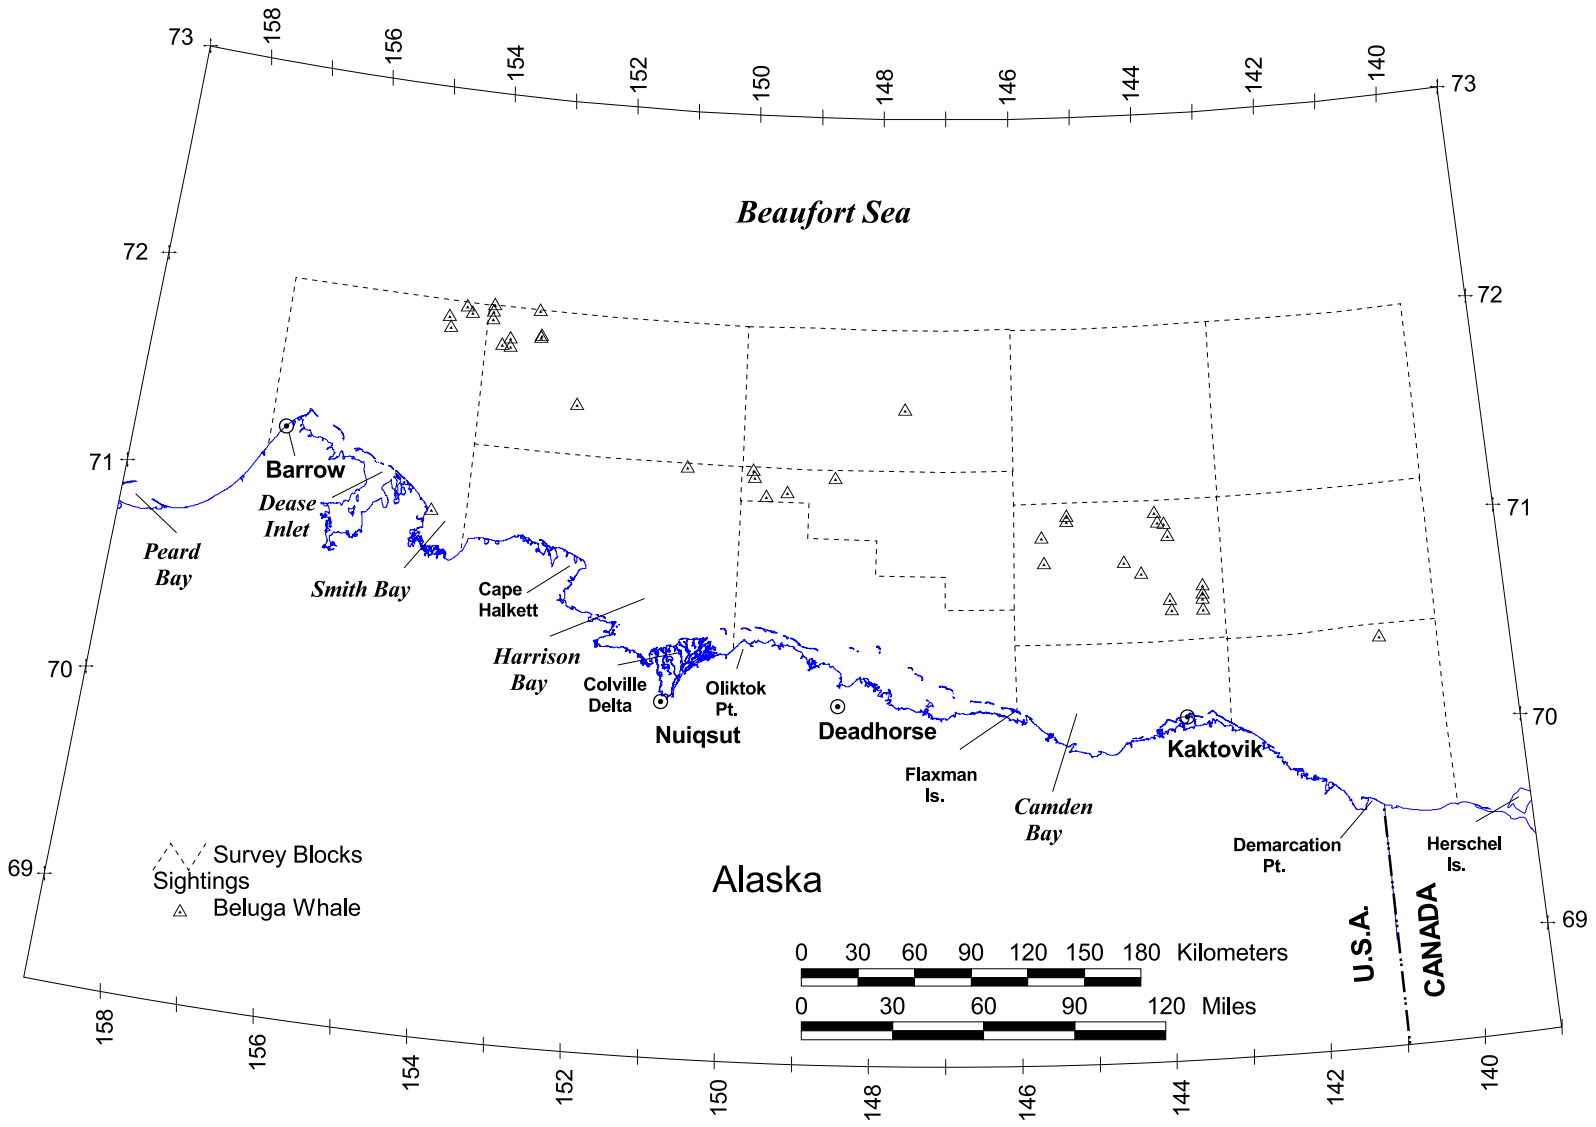 158
156
154
152
150
148
146
144
142
140
73
73
Beaufort Sea
72
72
71
71
Barrow
Dease
Inlet
Peard
Bay
Smith Bay
Cape
Halkett
Harrison
Bay
Colville
Delta
Oliktok
Pt.
70
70
Nuiqsut
Deadhorse
Kaktovik
Flaxman
Is.
Camden
Bay
Demarcation
Pt.
Herschel
Is.
69
69
Survey Blocks
Sightings
Beluga Whale
Alaska
U.S.A.
CANADA
0 30 60 90 120 150 180 Kilometers
0 30 60 90 120 Miles
158
156
154
152
150
148
146
144
142
140